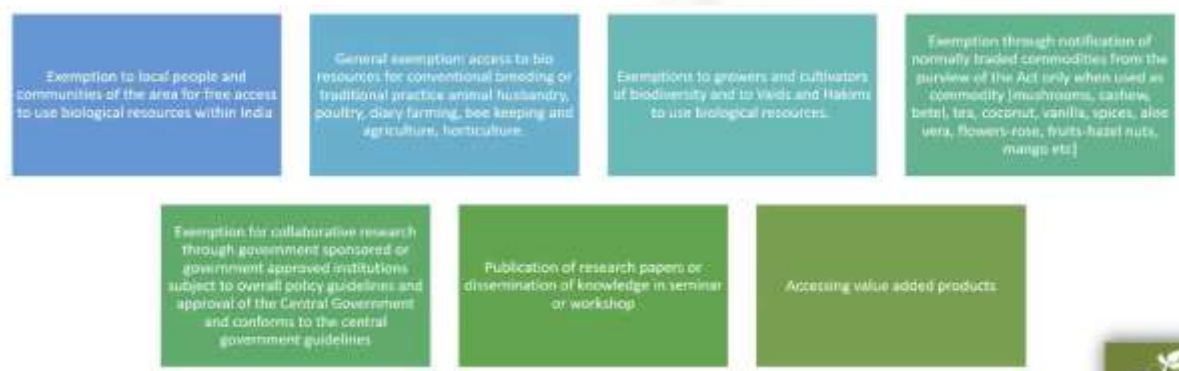 Exemption to local people and
communities of the area for free access
to use biological resources within India
General exemption: access to bio
resources for conventional breeding or
traditional practice animal husbandry,
poultry, diary farming, bee keeping and
agriculture, horticulture.
Exemptions to growers and cultivators
of biodiversity and to Vaids and Hakims
to use biological resources.
Exemption through notification of
normally traded commodities from the
purview of the Act only when used as
commodity [mushrooms, cashew,
betel, tea, coconut, vanilla, spices, aloe
vera, flowers-rose, fruits-hazel nuts,
mango etc]
Exemption for collaborative research
through government sponsored or
government approved institutions
subject to overall policy guidelines and
approval of the Central Government
and conforms to the central
government guidelines
Publication of research papers or
dissemination of knowledge in seminar
or workshop
Accessing value added products